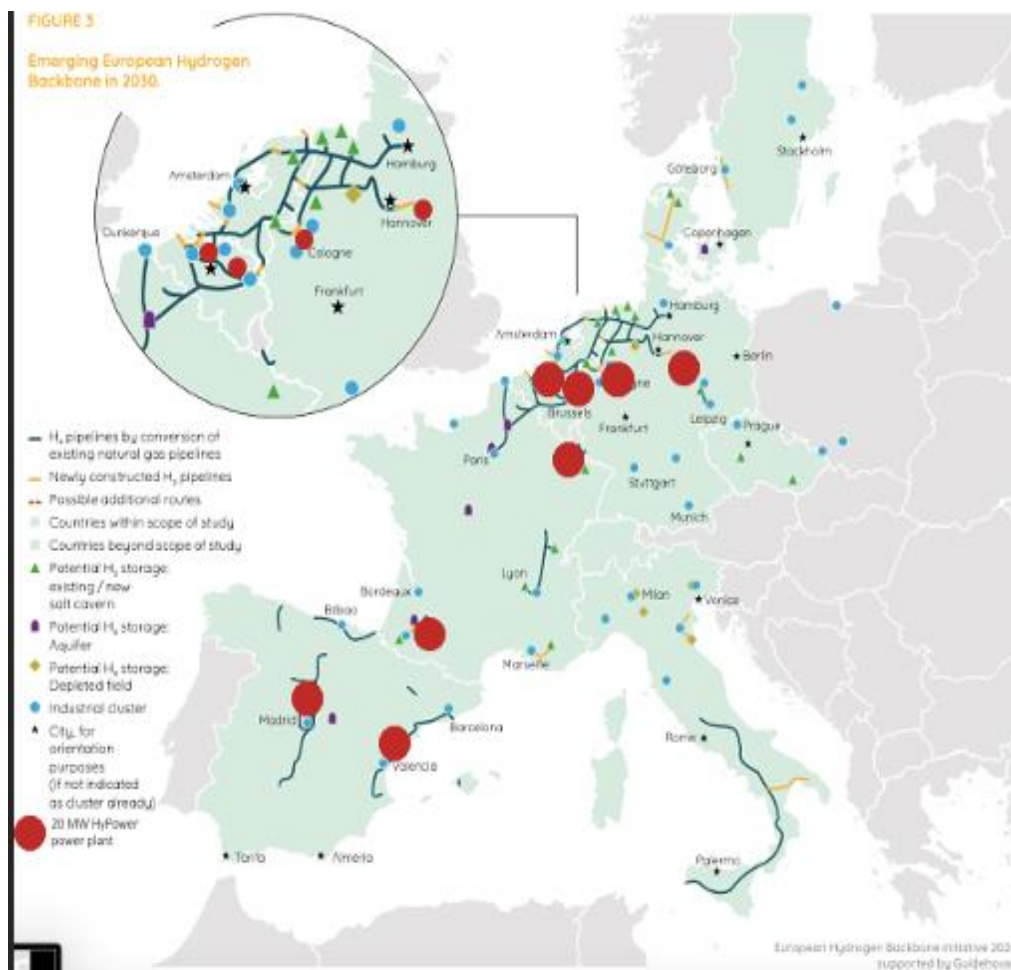 FIGURE 3
Emerging European Hydrogen
Backbone in 2030.
Hamburg
Amsterdam
Hannover
Dunkerque
Cologne
Frankfurt
Stockholm
Göteborg
Copenhagen
Hamburg
Amsterdam
Hannover
Berlin
Brussels
Frankfurt
Leipzig
Prague
Paris
Stuttgart
Munich
Lyon
Bordeaux
Milan
Venice
Bilbao
Marseille
Madrid
Barcelona
Valencia
Rome
Tarifa
Almeria
Palermo
H₂ pipelines by conversion of
existing natural gas pipelines
Newly constructed H₂ pipelines
Possible additional routes
Countries within scope of study
Countries beyond scope of study
Potential H₂ storage:
existing / new
salt cavern
Potential H₂ storage:
Aquifer
Potential H₂ storage:
Depleted field
Industrial cluster
City, for
orientation
purposes
(if not indicated
as cluster already)
20 MW HyPower
power plant
European Hydrogen Backbone initiative 202
supported by Guidehous